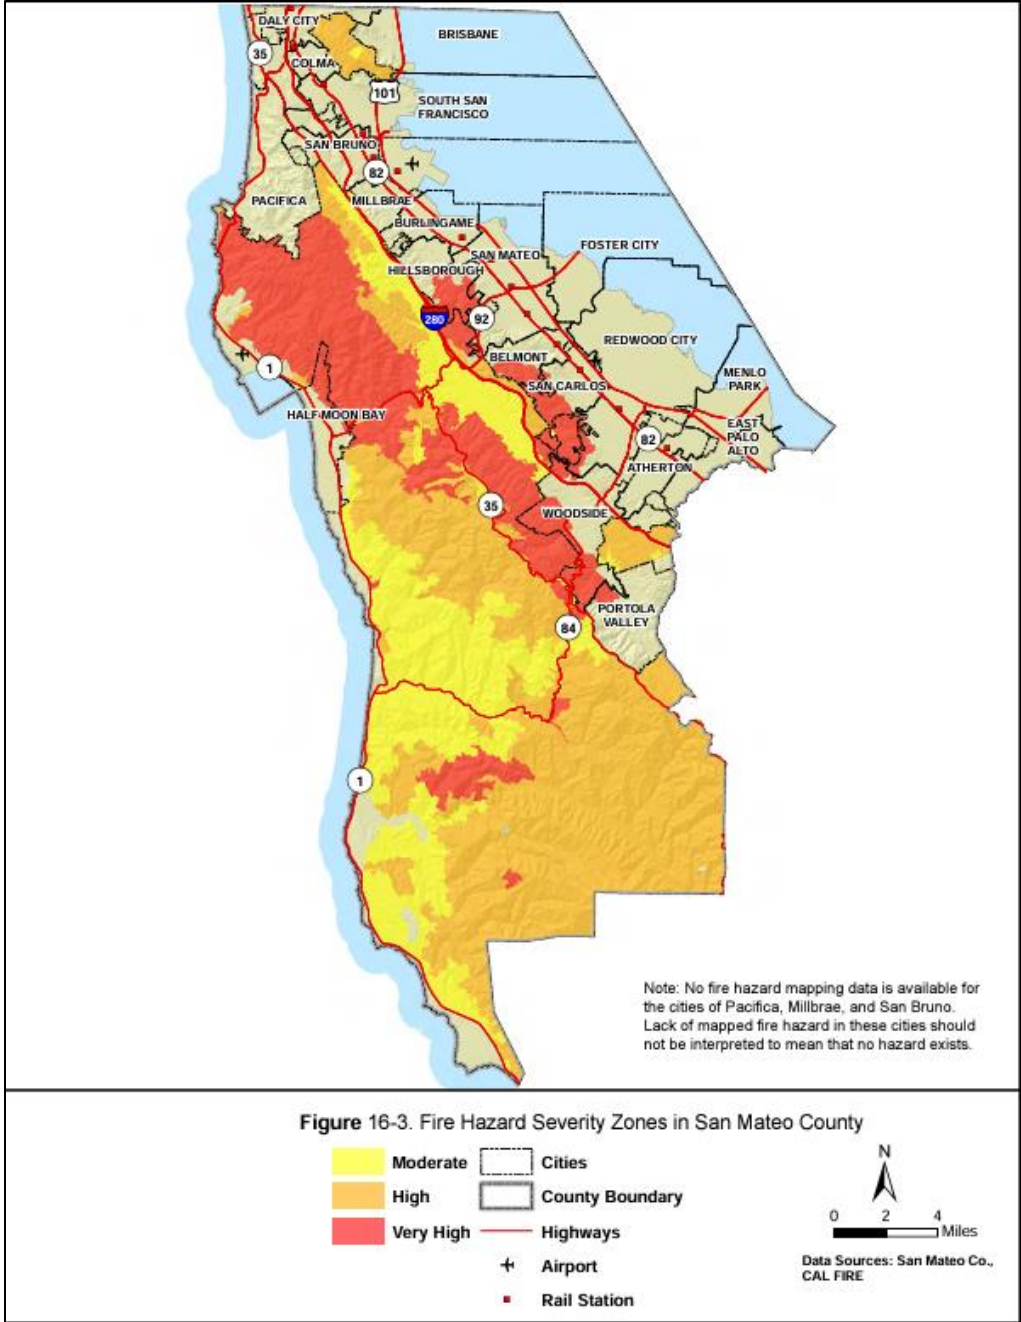 DALY CITY
BRISBANE
35
COLMA
101
SOUTH SAN
FRANCISCO
SAN BRUNO
82
PACIFICA
MILLBRAE
BURLINGAME
SAN MATEO
FOSTER CITY
HILLSBOROUGH
280
92
REDWOOD CITY
BELMONT
1
SAN CARLOS
MENLO
PARK
HALF MOON BAY
EAST
PALO
ALTO
82
ATHERTON
35
WOODSIDE
PORTOLA
VALLEY
84
1
Note: No fire hazard mapping data is available for
the cities of Pacifica, Millbrae, and San Bruno.
Lack of mapped fire hazard in these cities should
not be interpreted to mean that no hazard exists.
Figure 16-3. Fire Hazard Severity Zones in San Mateo County
Moderate
High
Very High
Cities
County Boundary
Highways
Airport
Rail Station
N
0 2 4
Miles
Data Sources: San Mateo Co.,
CAL FIRE